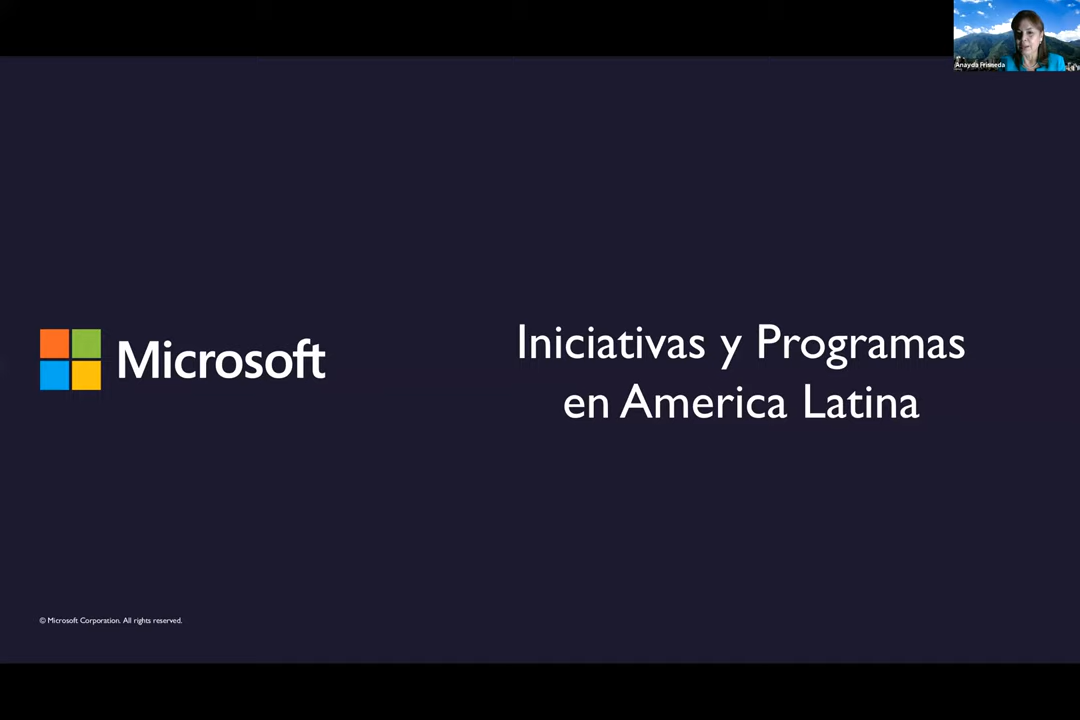 Microsoft
Iniciativas y Programas
en America Latina
© Microsoft Corporation. All rights reserved.